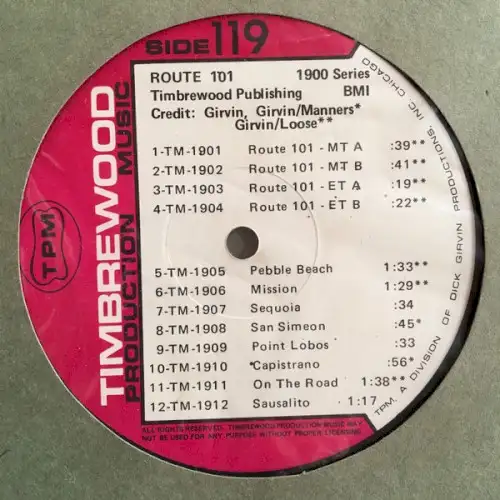 SIDE 119
ROUTE 101 1900 Series
Timbrewood Publishing BMI
Credit: Girvin, Girvin/Manners*
Girvin/Loose**
1-TM-1901 Route 101 - MT A :39**
2-TM-1902 Route 101 - MT B :41**
3-TM-1903 Route 101 - ET A :19**
4-TM-1904 Route 101 - ET B :22**
5-TM-1905 Pebble Beach 1:33**
6-TM-1906 Mission 1:29**
7-TM-1907 Sequoia :34
8-TM-1908 San Simeon :45*
9-TM-1909 Point Lobos :33
10-TM-1910 *Capistrano :56*
11-TM-1911 On The Road 1:38**
12-TM-1912 Sausalito 1:17
ALL RIGHTS RESERVED. TIMBREWOOD PRODUCTION MUSIC MAY
NOT BE USED FOR ANY PURPOSE WITHOUT PROPER LICENSING
TIMBREWOOD
PRODUCTION MUSIC
TPM
TPM, A DIVISION OF DICK GIRVIN PRODUCTIONS, INC. CHICAGO